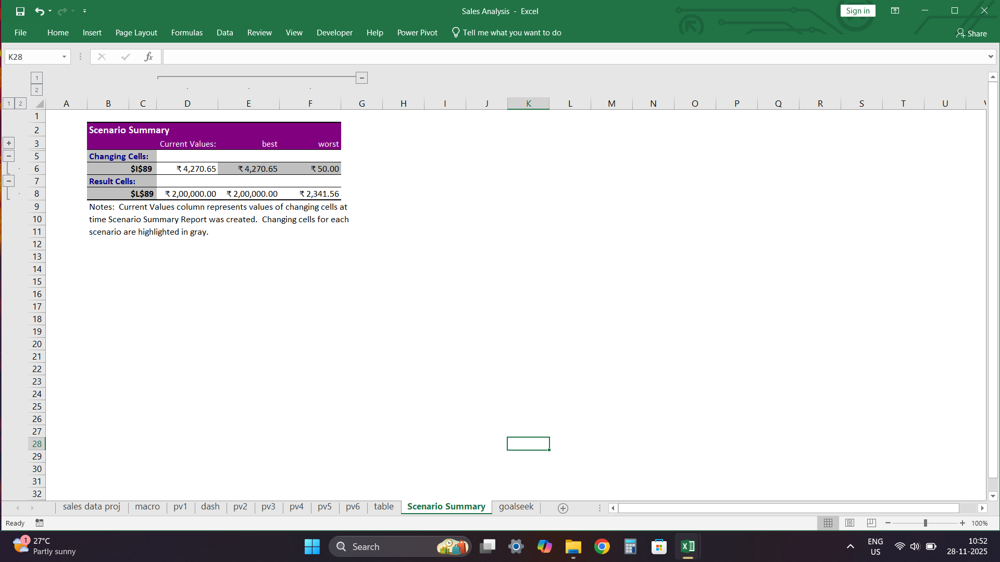 Sales Analysis - Excel
Sign in
File Home Insert Page Layout Formulas Data Review View Developer Help Power Pivot Tell me what you want to do Share
K28
fx
1
2
1 2 A B C D E F G H I J K L M N O P Q R S T U
1
2 Scenario Summary
3 Current Values: best worst
5 Changing Cells:
6 $I$89 ₹ 4,270.65 ₹ 4,270.65 ₹ 50.00
7 Result Cells:
8 $L$89 ₹ 2,00,000.00 ₹ 2,00,000.00 ₹ 2,341.56
9 Notes: Current Values column represents values of changing cells at
10 time Scenario Summary Report was created. Changing cells for each
11 scenario are highlighted in gray.
12
13
14
15
16
17
18
19
20
21
22
23
24
25
26
27
28
29
30
31
32
sales data proj macro pv1 dash pv2 pv3 pv4 pv5 pv6 table Scenario Summary goalseek
Ready 100%
1 27°C
Partly sunny
Search
ENG
US
10:52
28-11-2025